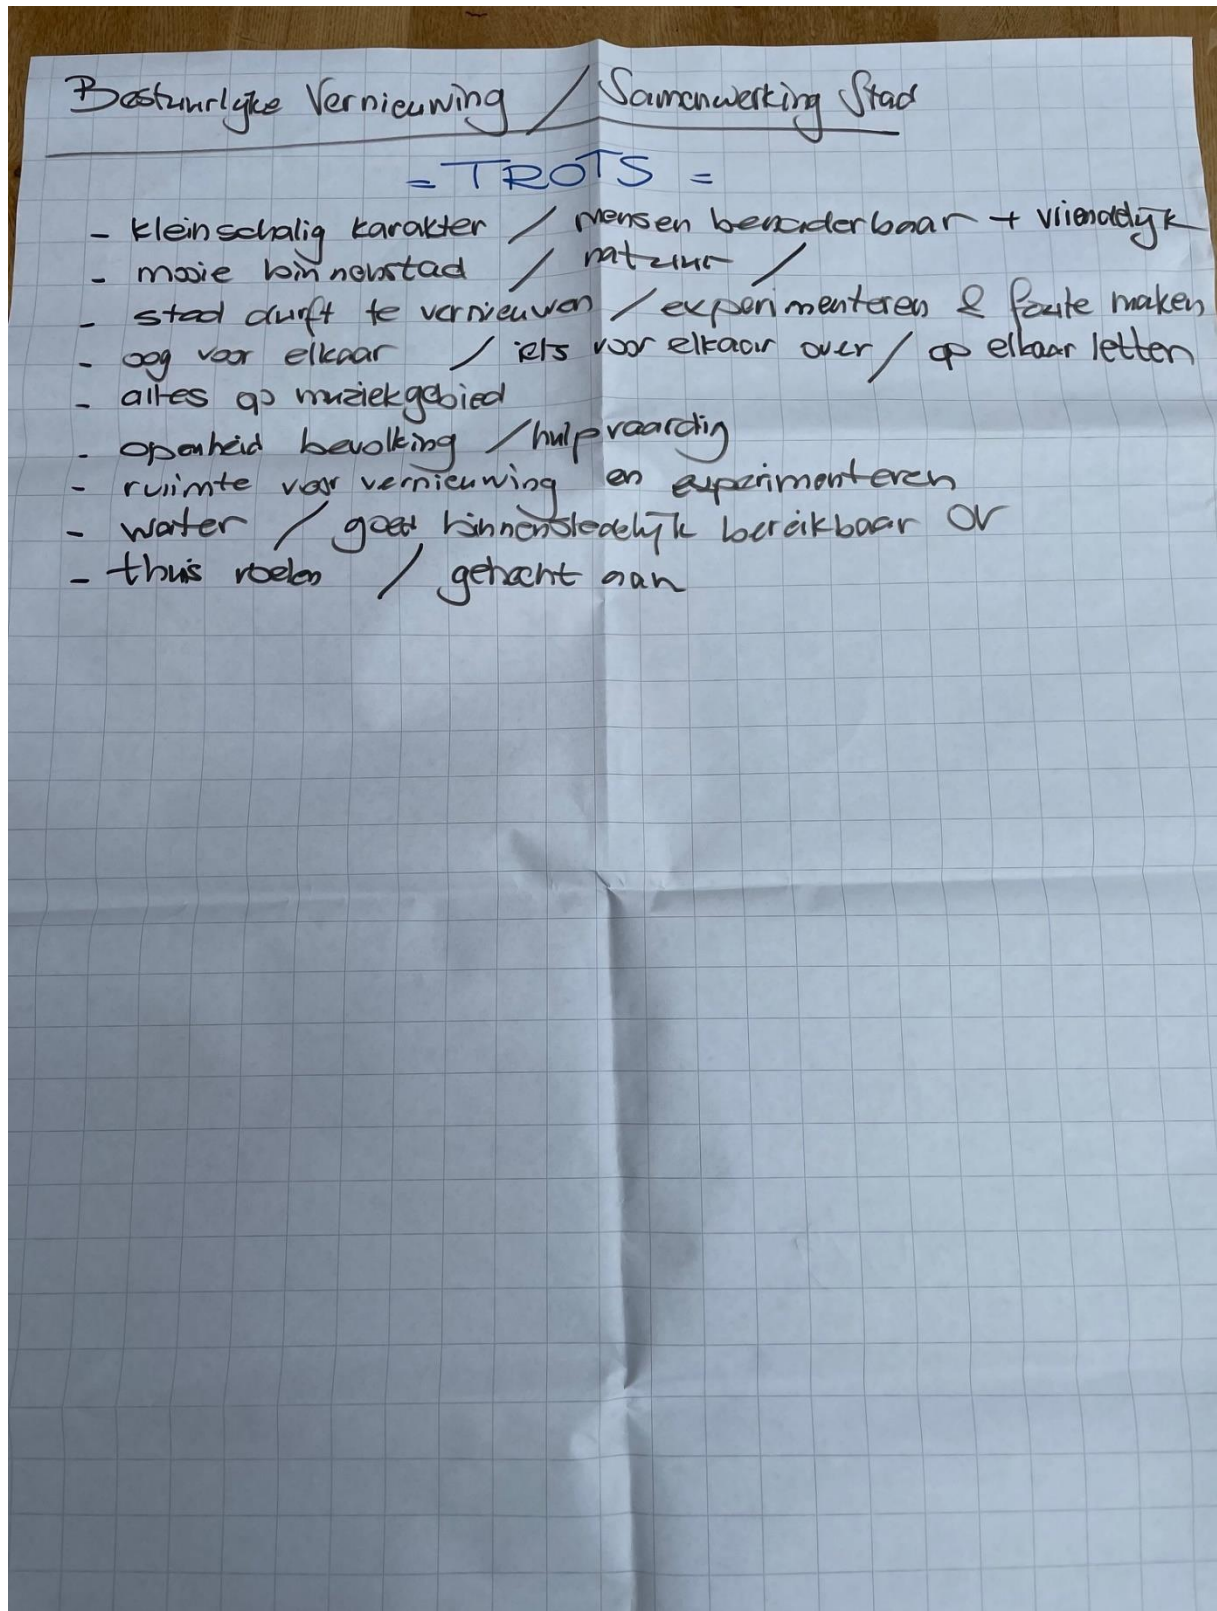 Bestuurlijke Vernieuwing / Samenwerking Stad
= TROTS =
- kleinschalig karakter / mensen benaderbaar + vriendelijk
- mooie binnenstad / natuur /
- stad durft te vernieuwen / experimenteren & foute maken
- oog voor elkaar / iets voor elkaar over / op elkaar letten
- alles op muziekgebied
- openheid bevolking / hulpvaardig
- ruimte voor vernieuwing en experimenteren
- water / goed binnenstedelijk bereikbaar OV
- thuis voelen / gehecht aan